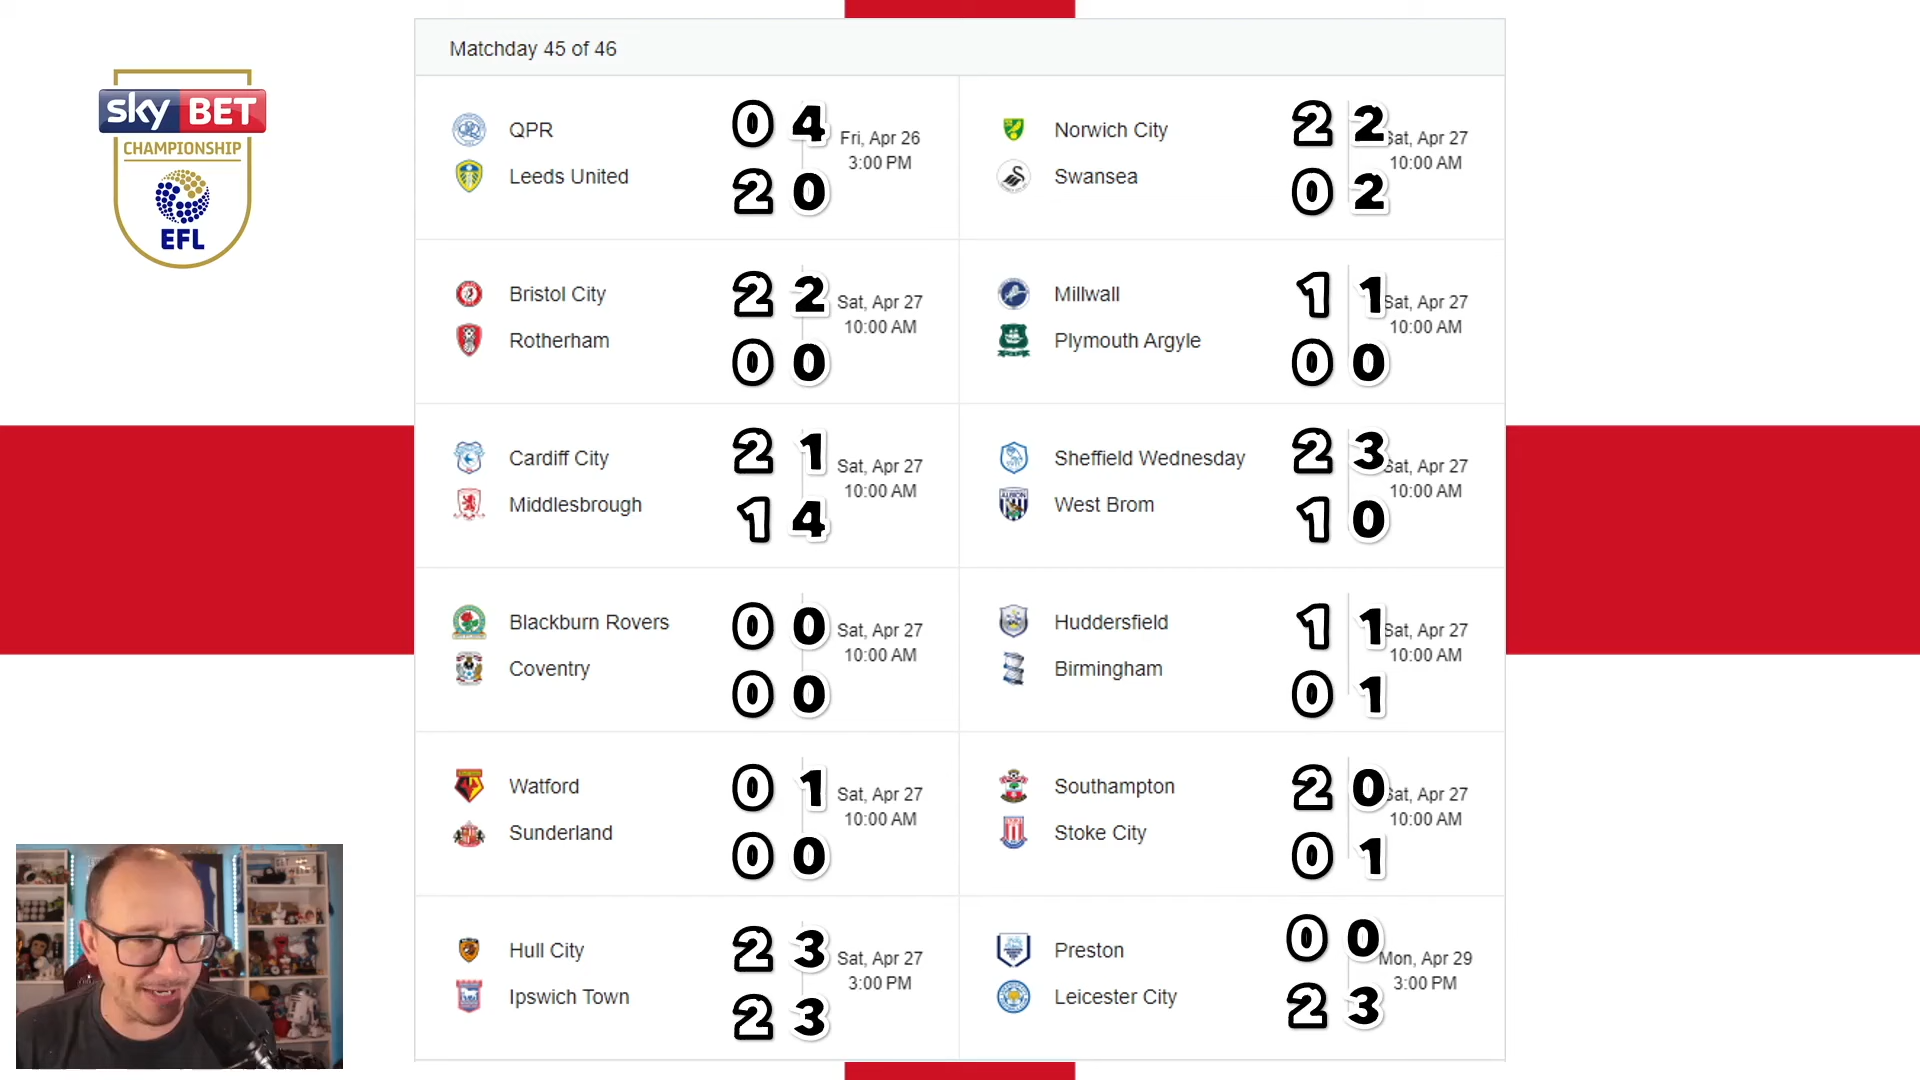 Matchday 45 of 46
sky BET
CHAMPIONSHIP
EFL
QPR 0 4 Fri, Apr 26
Leeds United 2 0 3:00 PM
Norwich City 2 2 Sat, Apr 27
Swansea 0 2 10:00 AM
Bristol City 2 2 Sat, Apr 27
Rotherham 0 0 10:00 AM
Millwall 1 1 Sat, Apr 27
Plymouth Argyle 0 0 10:00 AM
Cardiff City 2 1 Sat, Apr 27
Middlesbrough 1 4 10:00 AM
Sheffield Wednesday 2 3 Sat, Apr 27
West Brom 1 0 10:00 AM
Blackburn Rovers 0 0 Sat, Apr 27
Coventry 0 0 10:00 AM
Huddersfield 1 1 Sat, Apr 27
Birmingham 0 1 10:00 AM
Watford 0 1 Sat, Apr 27
Sunderland 0 0 10:00 AM
Southampton 2 0 Sat, Apr 27
Stoke City 0 1 10:00 AM
Hull City 2 3 Sat, Apr 27
Ipswich Town 2 3 3:00 PM
Preston 0 0 Mon, Apr 29
Leicester City 2 3 3:00 PM